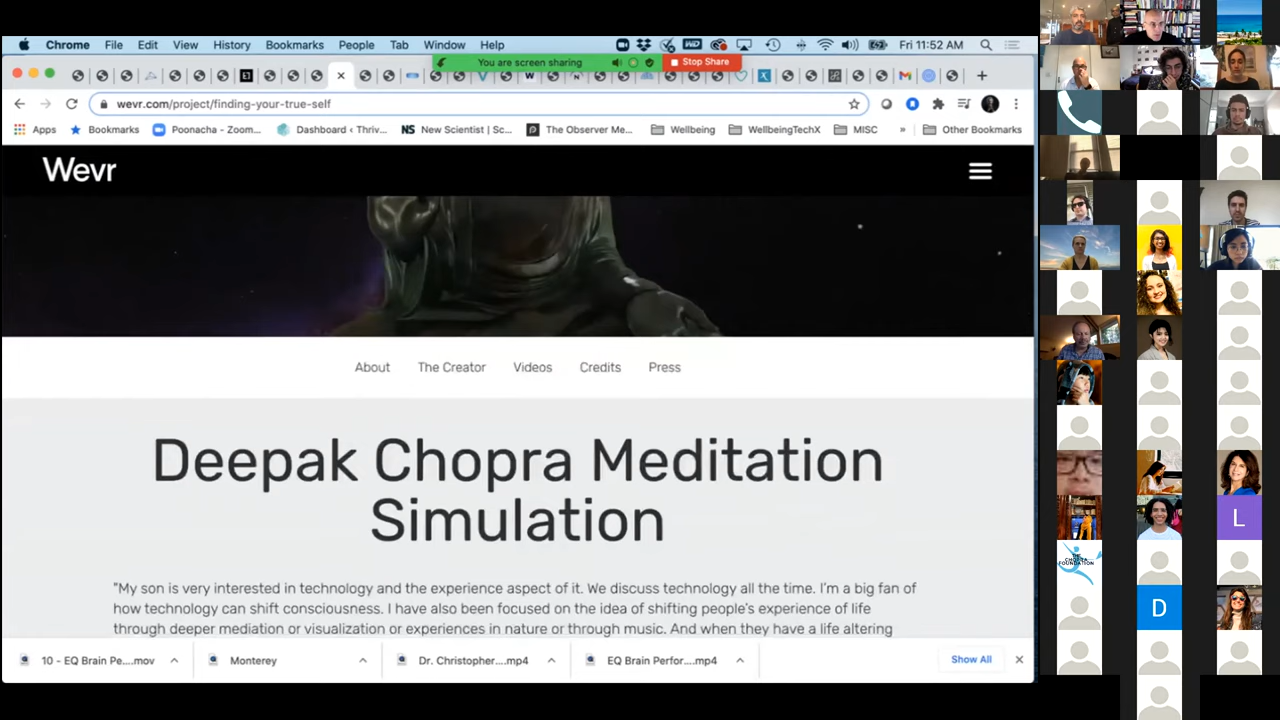 Chrome File Edit View History Bookmarks People Tab Window Help
WD
Fri 11:52 AM
You are screen sharing
Stop Share
wevr.com/project/finding-your-true-self
Apps
Bookmarks
Poonacha - Zoom...
Dashboard ‹ Thriv...
NS New Scientist | Sc...
The Observer Me...
Wellbeing
WellbeingTechX
MISC
»
Other Bookmarks
Wevr
About The Creator Videos Credits Press
Deepak Chopra Meditation
Simulation
"My son is very interested in technology and the experience aspect of it. We discuss technology all the time. I'm a big fan of
how technology can shift consciousness. I have also been focused on the idea of shifting people's experience of life
through deeper mediation or visualization or experiences in nature or through music. And when they have a life altering
10 - EQ Brain Pe....mov
Monterey
Dr. Christopher....mp4
EQ Brain Perfor....mp4
Show All
L
THE
CHOPRA
FOUNDATION
D